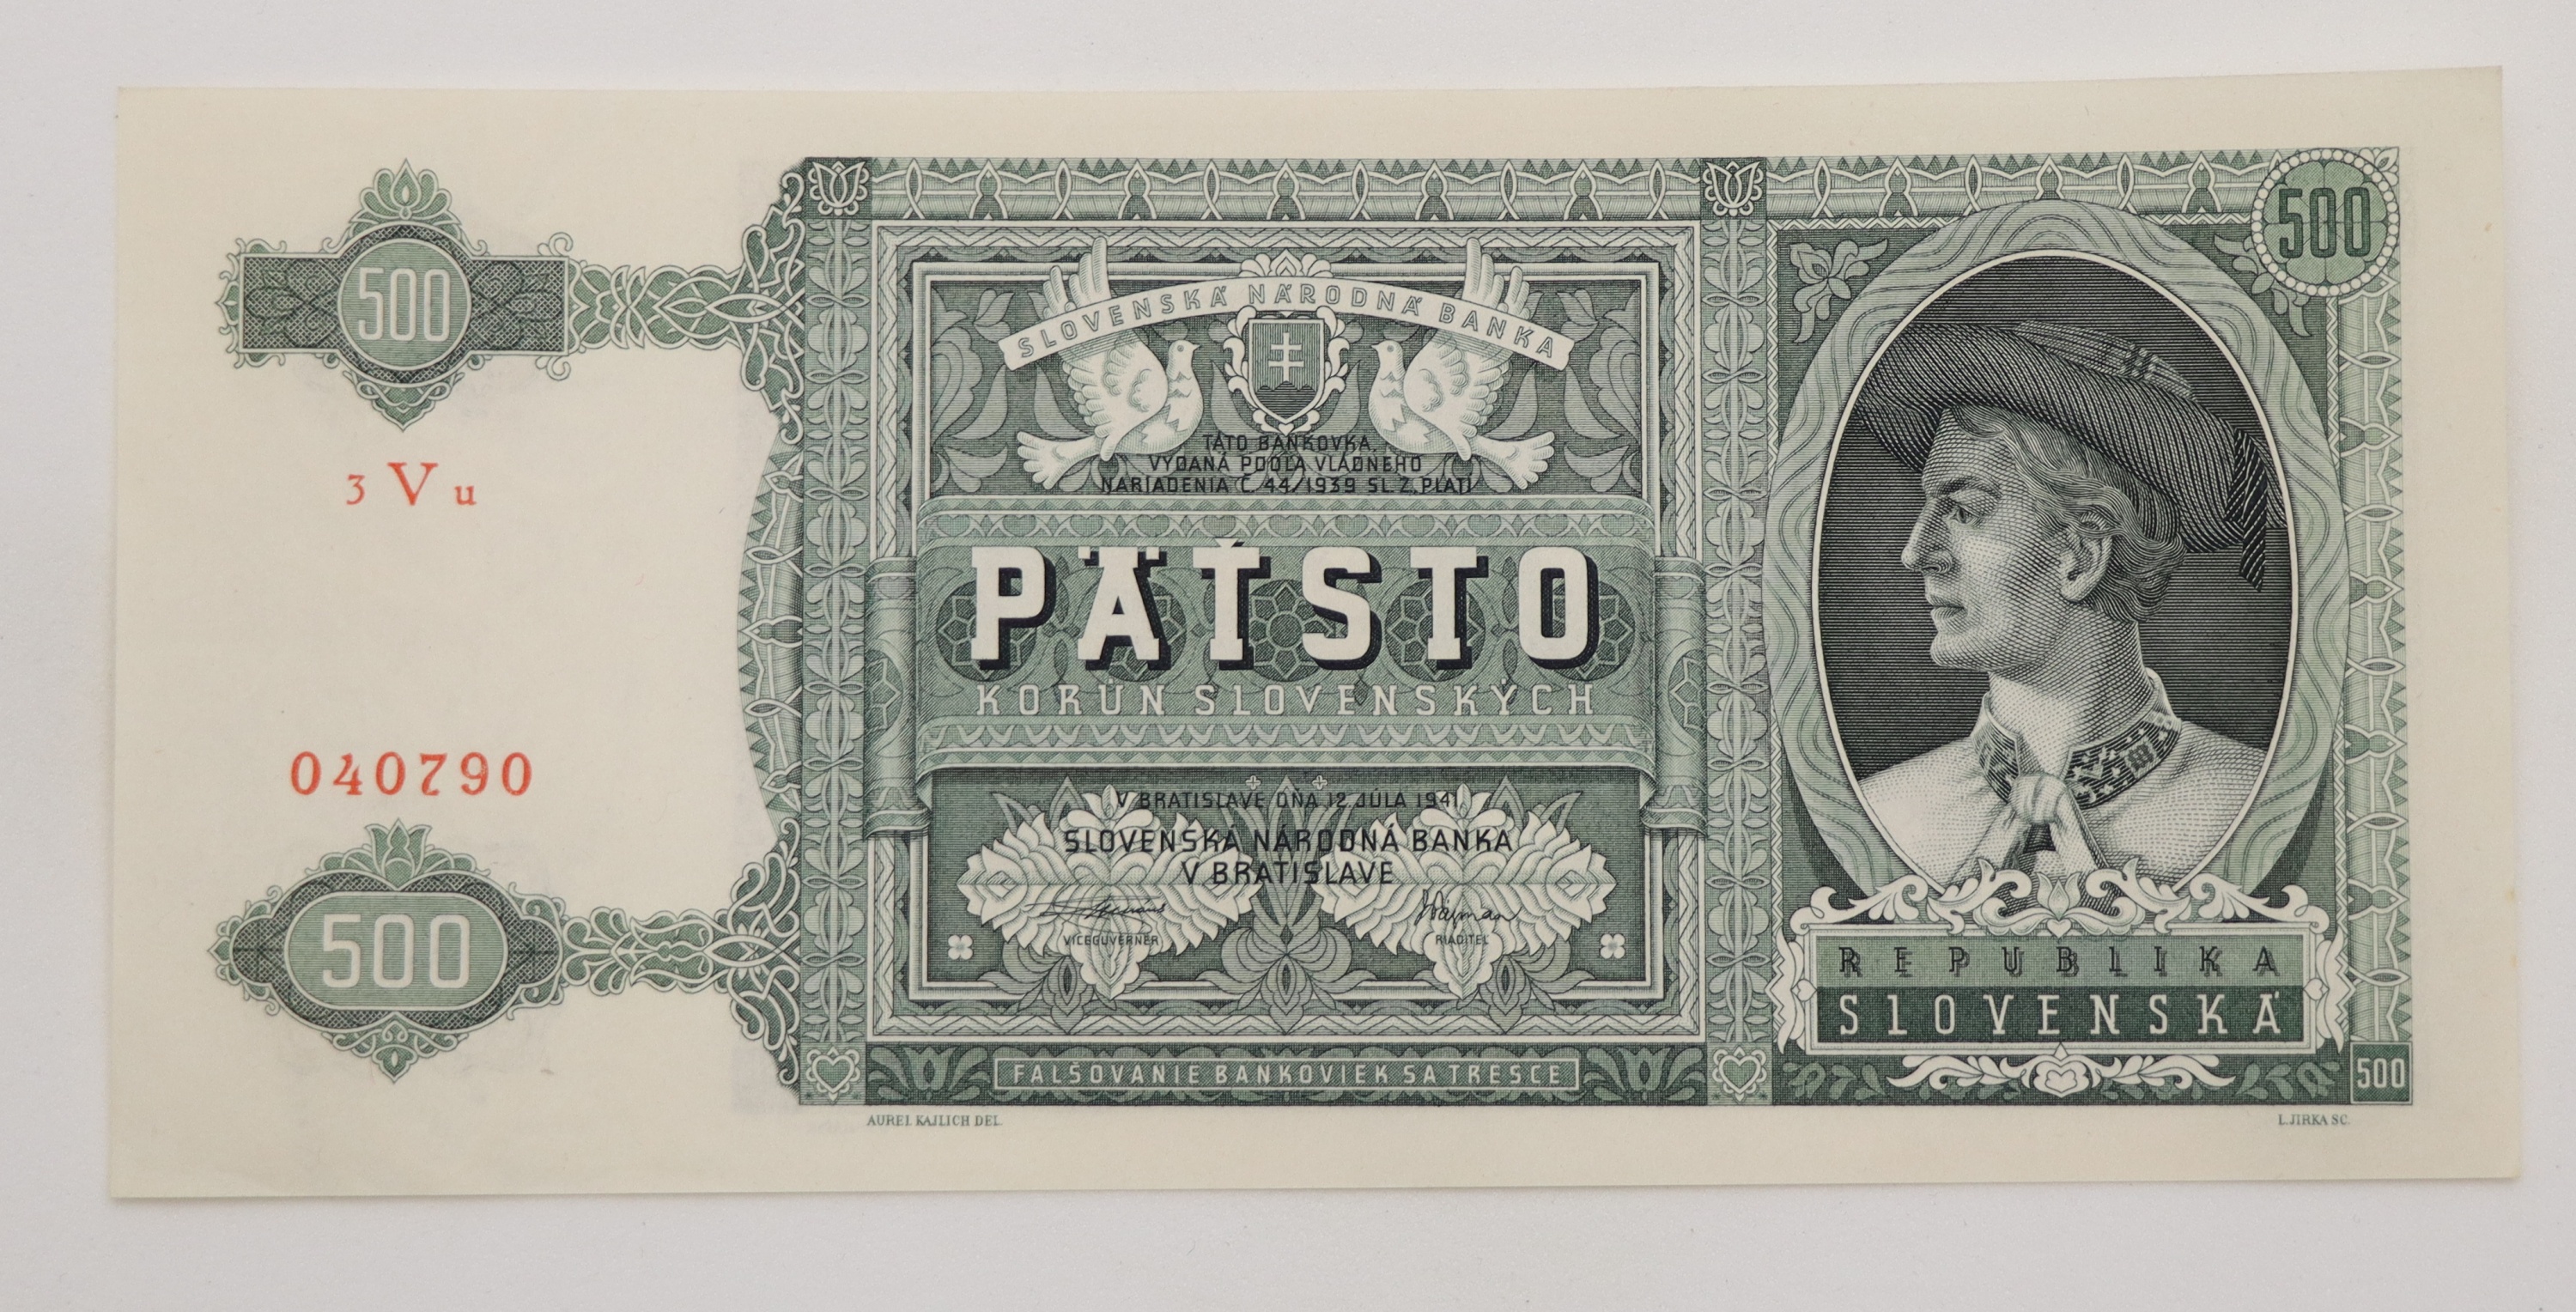 500
3 V u
040790
500
SLOVENSKÁ NÁRODNÁ BANKA
TÁTO BANKOVKA,
VYDANÁ PODĽA VLÁDNEHO
NARIADENIA Č. 44/1939 SL. Z. PLATÍ
PÄŤSTO
KORÚN SLOVENSKÝCH
V BRATISLAVE DŇA 12. JÚLA 1941
SLOVENSKÁ NÁRODNÁ BANKA
V BRATISLAVE
VICEGUVERNÉR
RIADITEĽ
FALŠOVANIE BANKOVIEK SA TRESCE
AUREL KAJLICH DEL.
500
REPUBLIKA
SLOVENSKÁ
500
L. JIRKA SC.